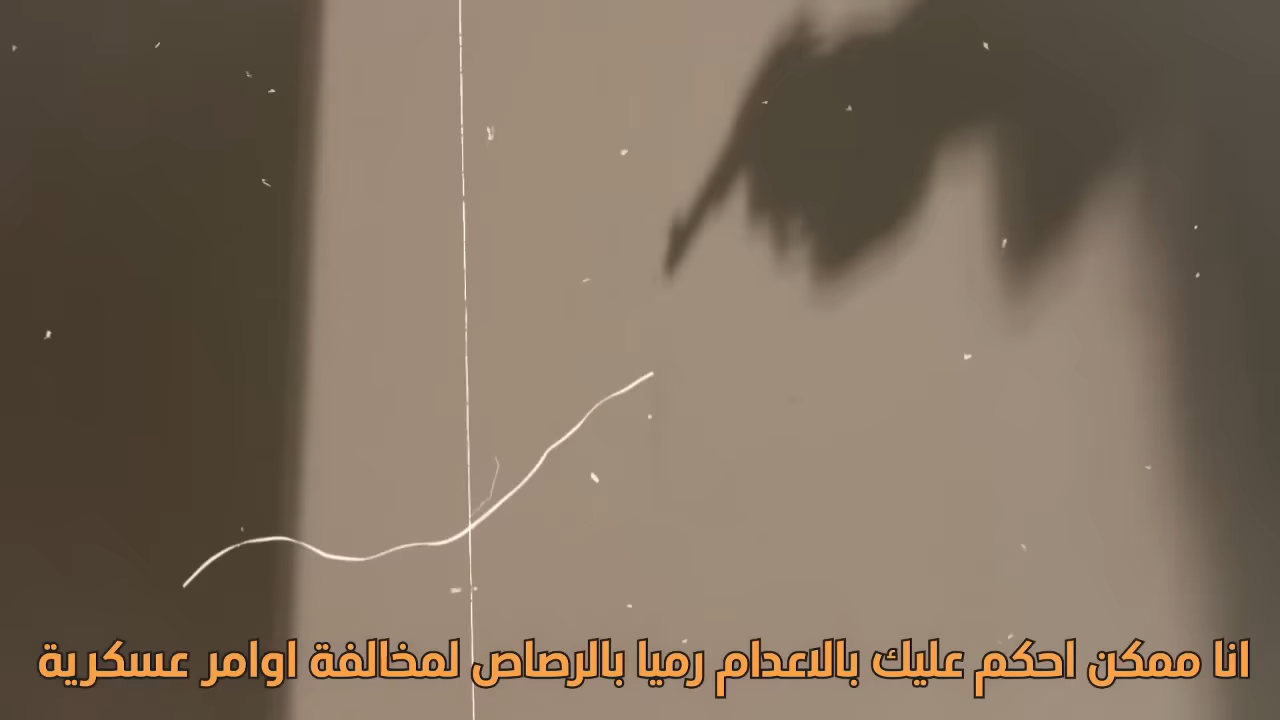 انا ممكن احكم عليك بالاعدام رميا بالرصاص لمخالفة اوامر عسكرية